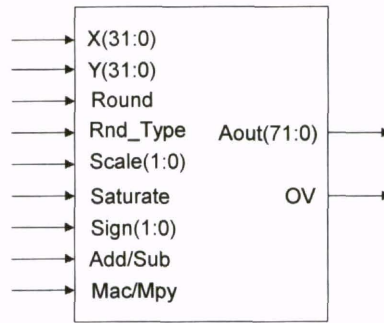 X(31:0)
Y(31:0)
Round
Rnd_Type
Aout(71:0)
Scale(1:0)
Saturate
OV
Sign(1:0)
Add/Sub
Mac/Mpy